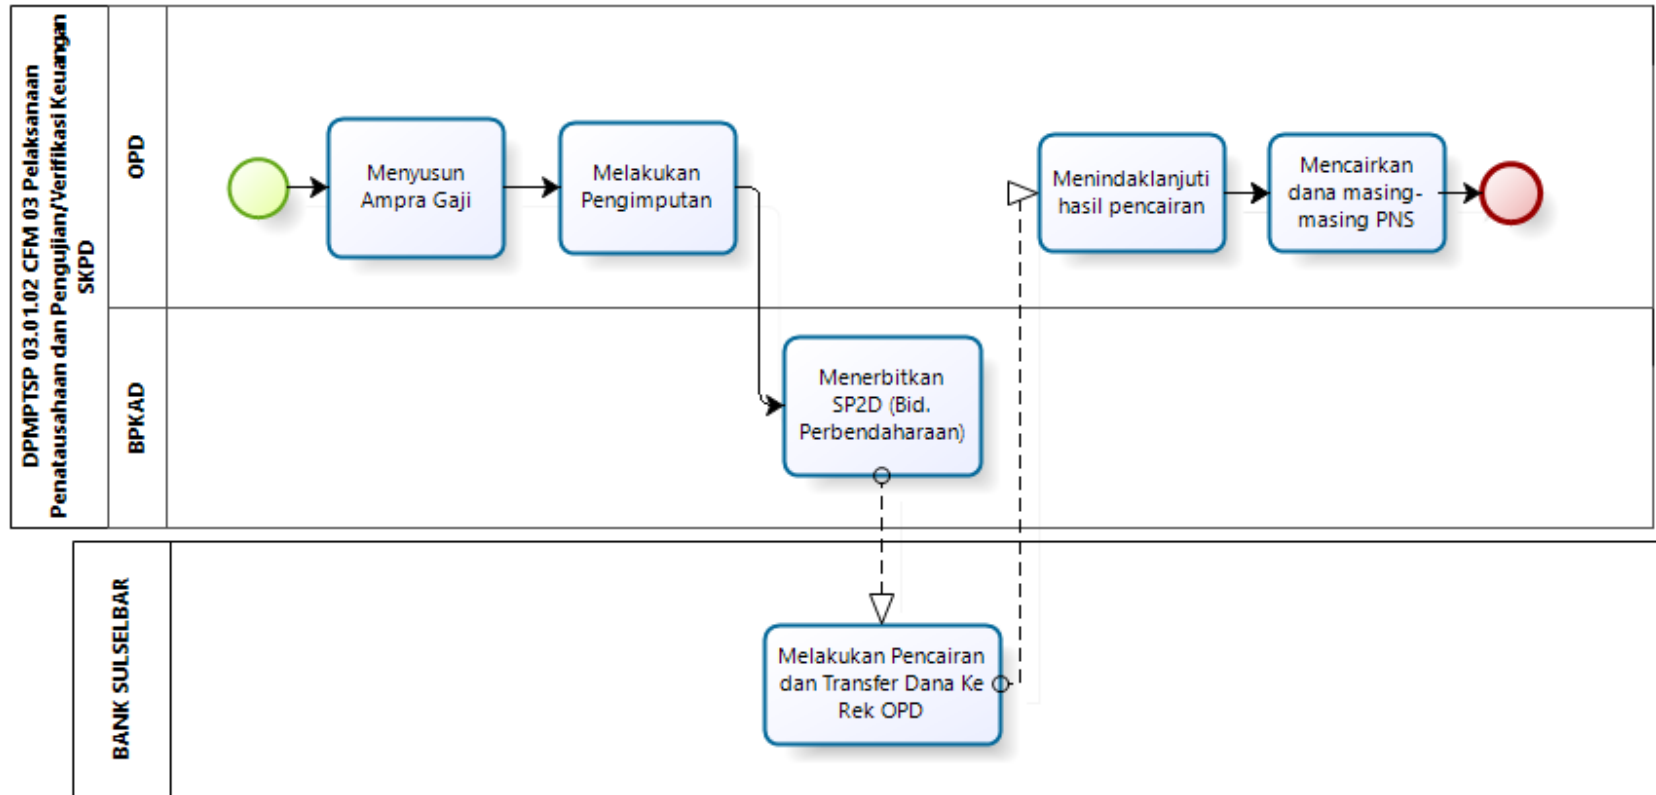 DPMPTSP 03.01.02 CFM 03 Pelaksanaan
Penatausahaan dan Pengujian/Verifikasi Keuangan
SKPD
OPD
Menyusun
Ampra Gaji
Melakukan
Pengimputan
Menindaklanjuti
hasil pencairan
Mencairkan
dana masing-
masing PNS
BPKAD
Menerbitkan
SP2D (Bid.
Perbendaharaan)
BANK SULSELBAR
Melakukan Pencairan
dan Transfer Dana Ke
Rek OPD